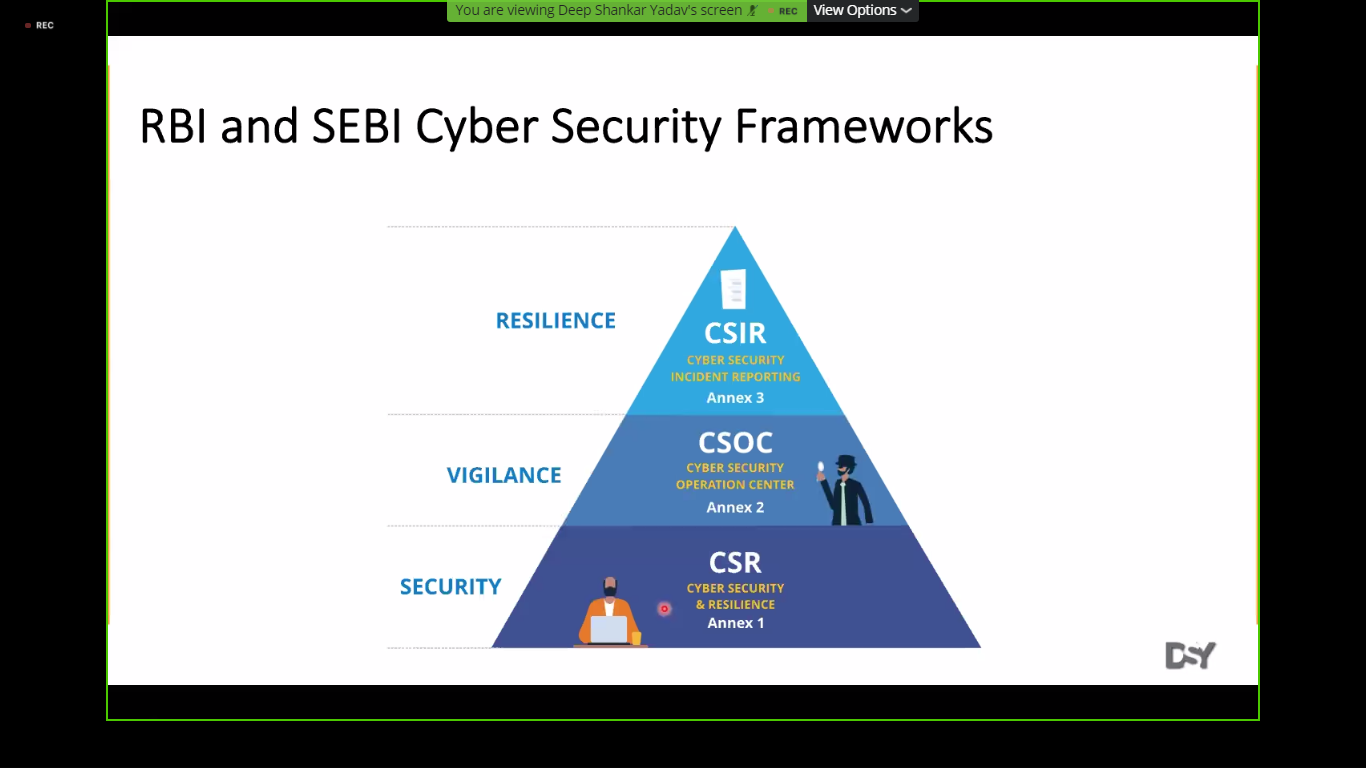 You are viewing Deep Shankar Yadav's screen REC View Options
REC
RBI and SEBI Cyber Security Frameworks
RESILIENCE
CSIR
CYBER SECURITY
INCIDENT REPORTING
Annex 3
VIGILANCE
CSOC
CYBER SECURITY
OPERATION CENTER
Annex 2
SECURITY
CSR
CYBER SECURITY
& RESILIENCE
Annex 1
DSY